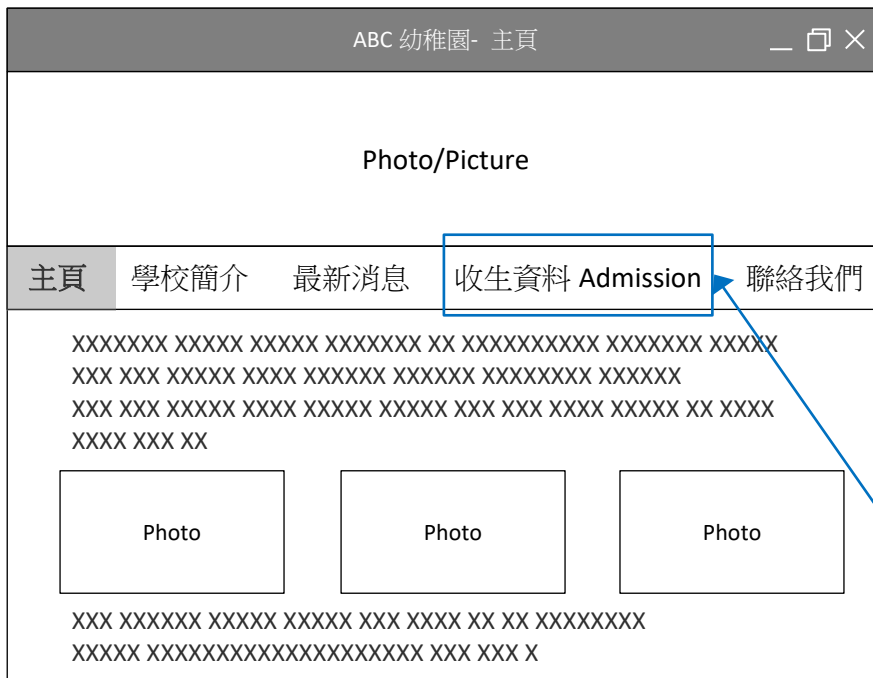 ABC 幼稚園- 主頁
Photo/Picture
主頁 學校簡介 最新消息 收生資料 Admission 聯絡我們
XXXXXXX XXXXX XXXXX XXXXXXX XX XXXXXXXXXX XXXXXXX XXXXX
XXX XXX XXXXX XXXX XXXXXX XXXXXX XXXXXXXX XXXXXX
XXX XXX XXXXX XXXX XXXXX XXXXX XXX XXX XXXX XXXXX XX XXXX
XXXX XXX XX
Photo Photo Photo
XXX XXXXXX XXXXX XXXXX XXX XXXX XX XX XXXXXXXX
XXXXX XXXXXXXXXXXXXXXXXXXX XXX XXX X